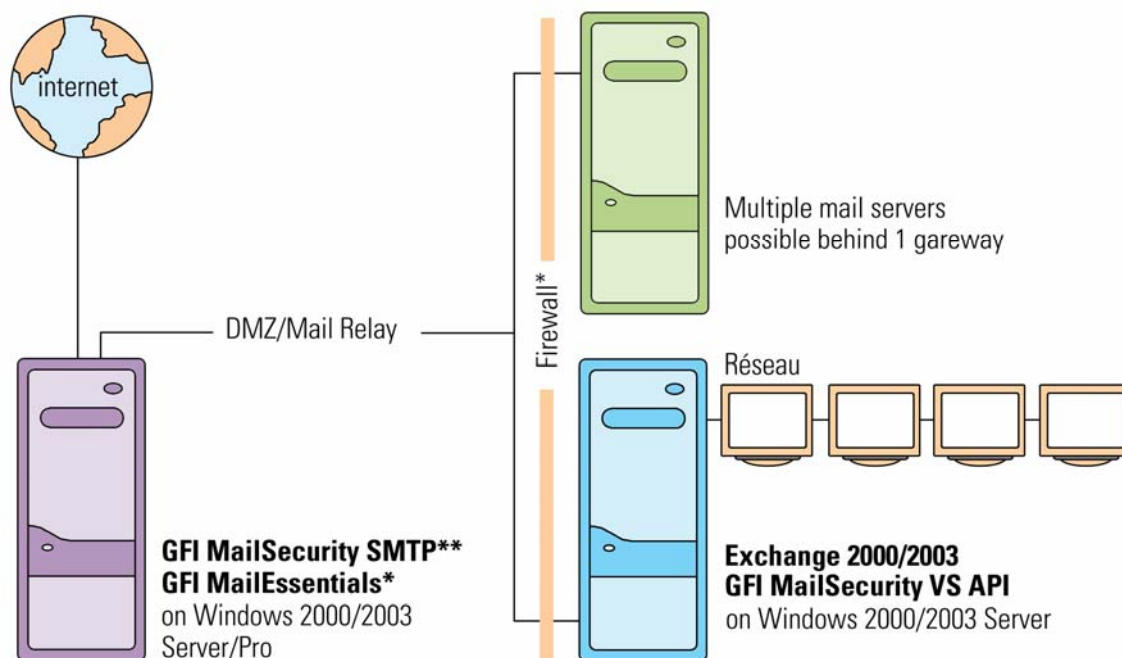 internet
Multiple mail servers
possible behind 1 gareway
DMZ/Mail Relay
Firewall*
Réseau
GFI MailSecurity SMTP**
GFI MailEssentials*
on Windows 2000/2003
Server/Pro
Exchange 2000/2003
GFI MailSecurity VS API
on Windows 2000/2003 Server